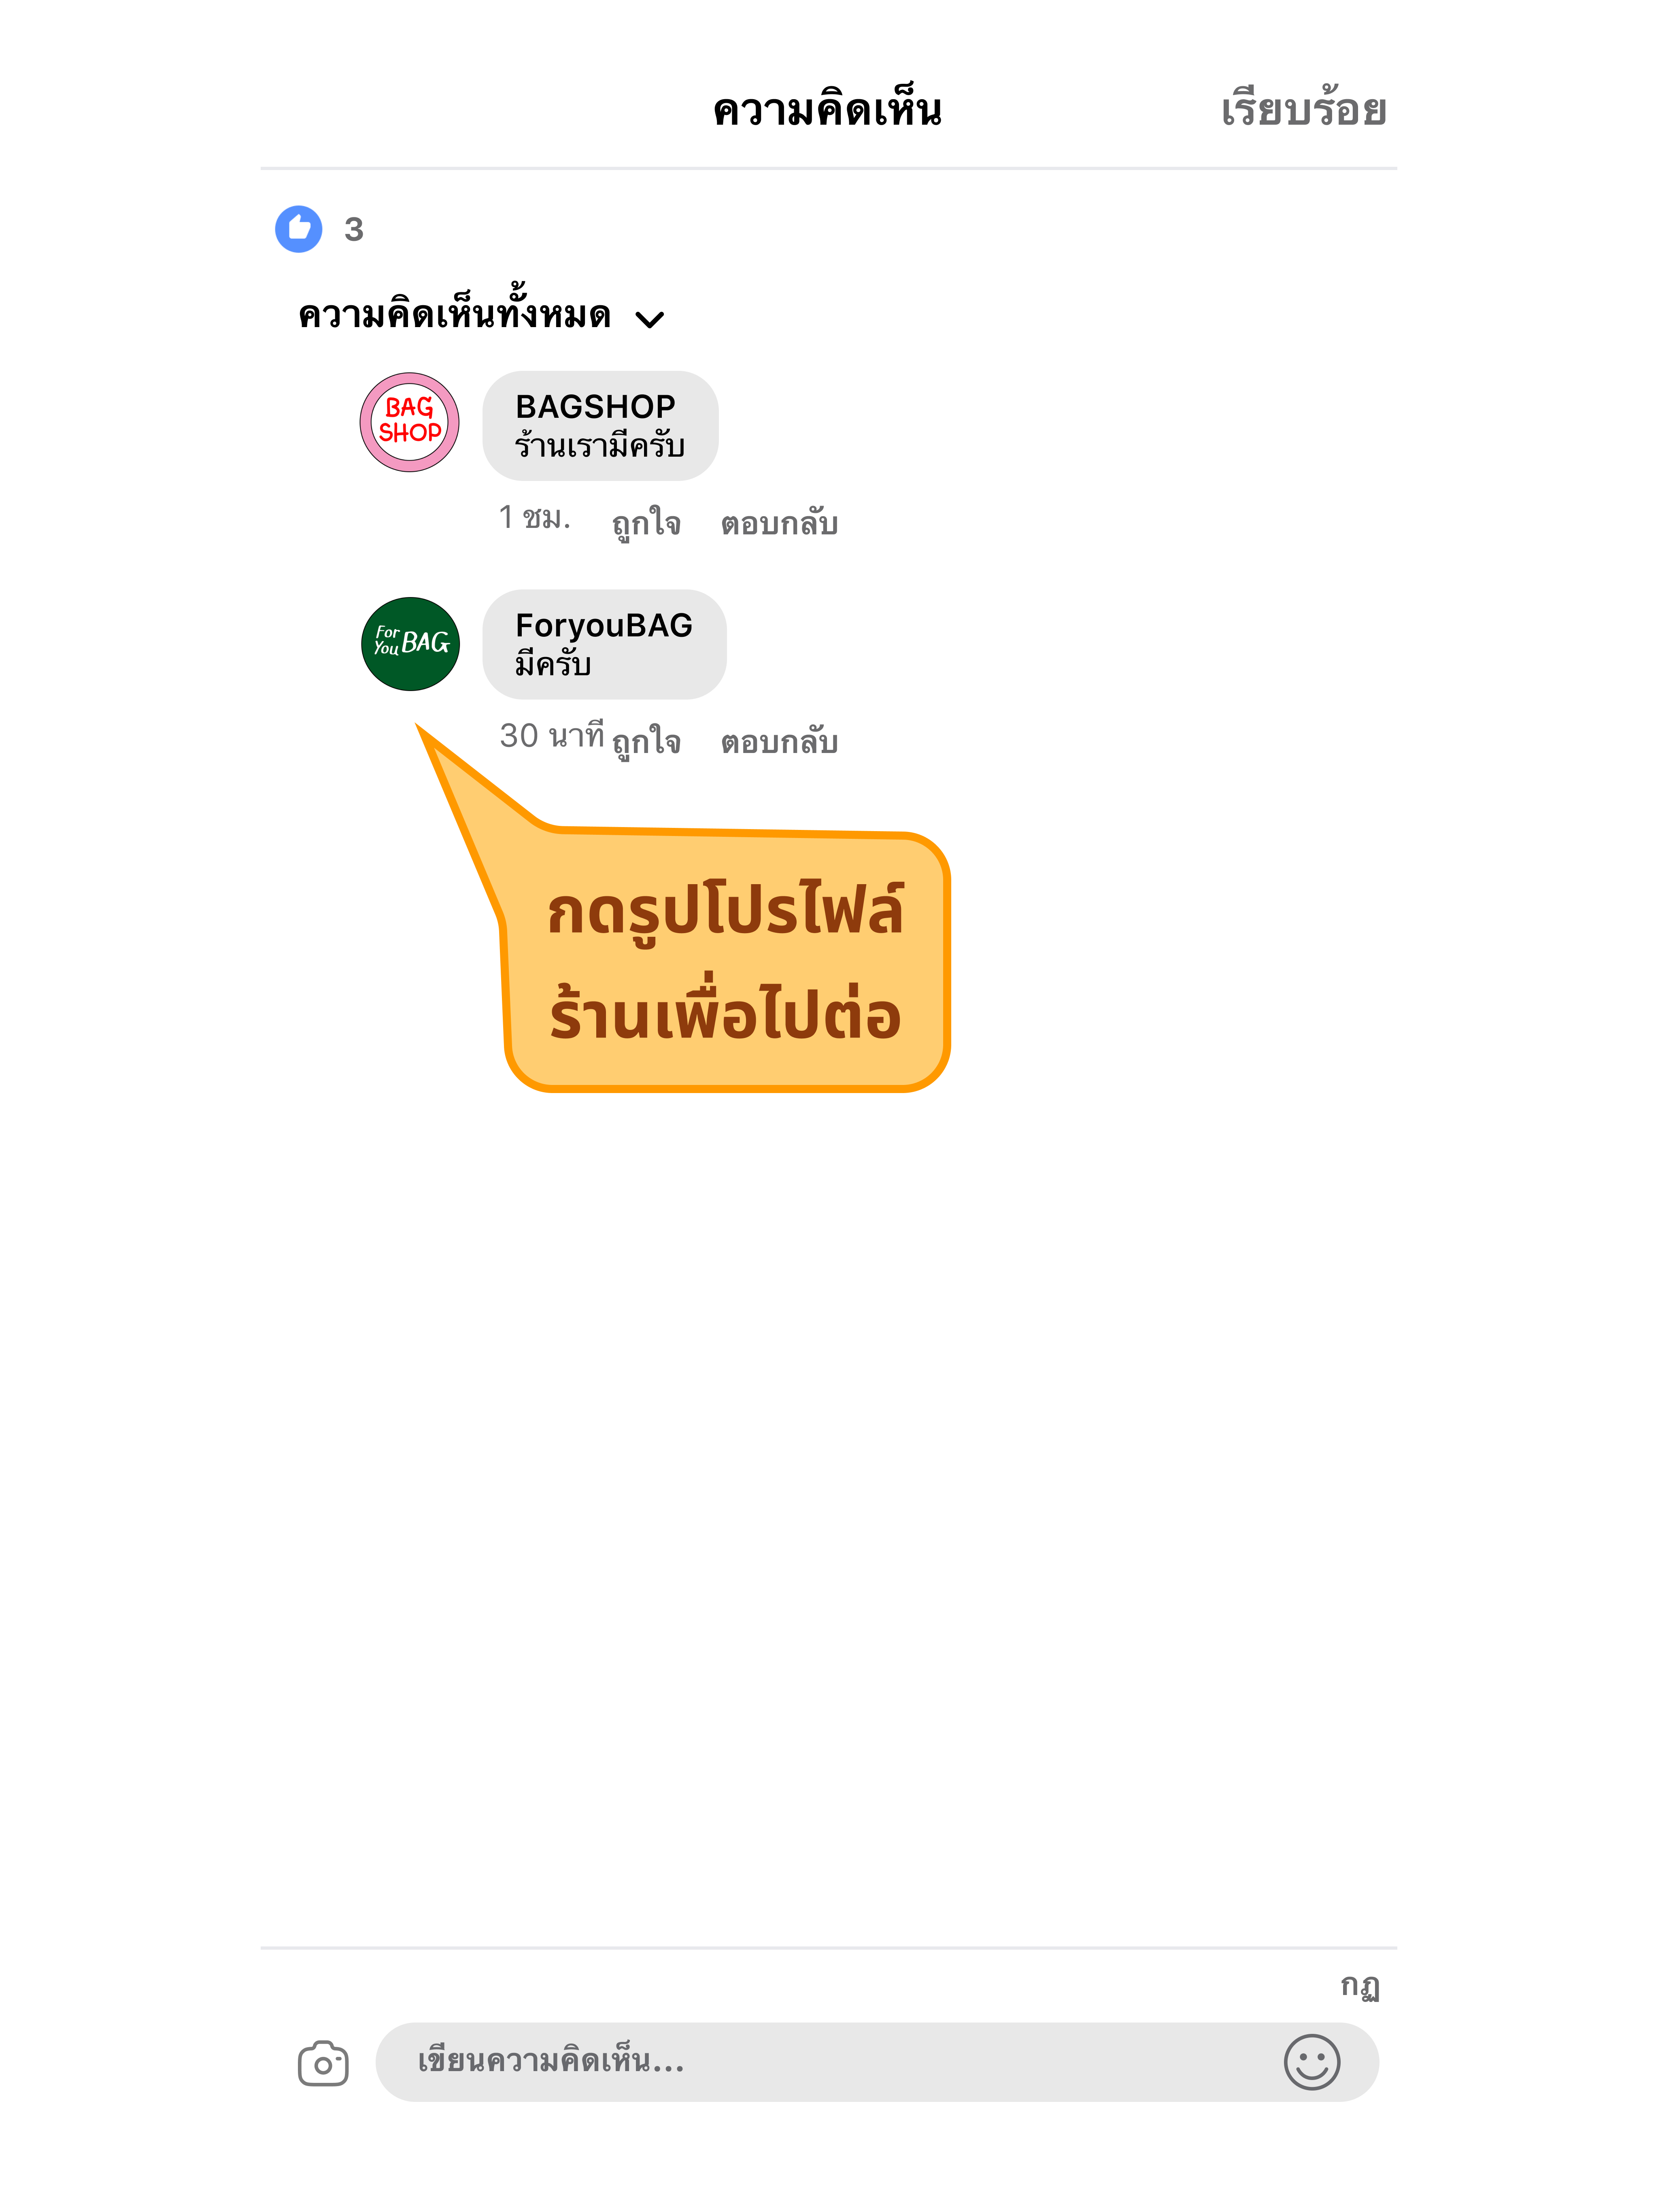 ความคิดเห็น
เรียบร้อย
3
ความคิดเห็นทั้งหมด
BAG
SHOP
BAGSHOP
ร้านเรามีครับ
1 ชม. ถูกใจ ตอบกลับ
For
You BAG
ForyouBAG
มีครับ
30 นาที ถูกใจ ตอบกลับ
กดรูปโปรไฟล์
ร้านเพื่อไปต่อ
กฎ
เขียนความคิดเห็น...